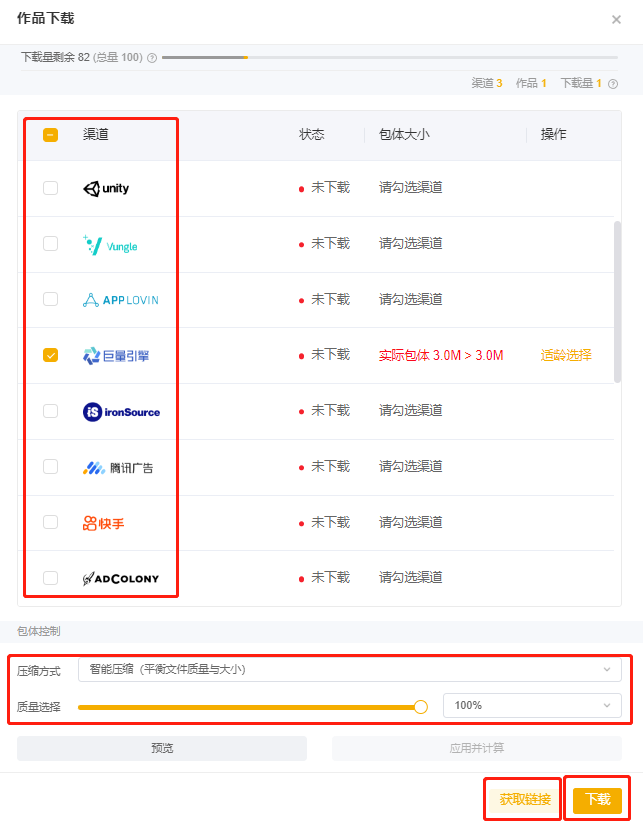 作品下载
下载量剩余 82 (总量 100)
渠道 3 作品 1 下载量 1
渠道 状态 包体大小 操作
unity 未下载 请勾选渠道
Vungle 未下载 请勾选渠道
APPLOVIN 未下载 请勾选渠道
巨量引擎 未下载 实际包体 3.0M > 3.0M 适龄选择
ironSource 未下载 请勾选渠道
腾讯广告 未下载 请勾选渠道
快手 未下载 请勾选渠道
ADCOLONY 未下载 请勾选渠道
包体控制
压缩方式 智能压缩（平衡文件质量与大小）
质量选择 100%
预览 应用并计算
获取链接 下载